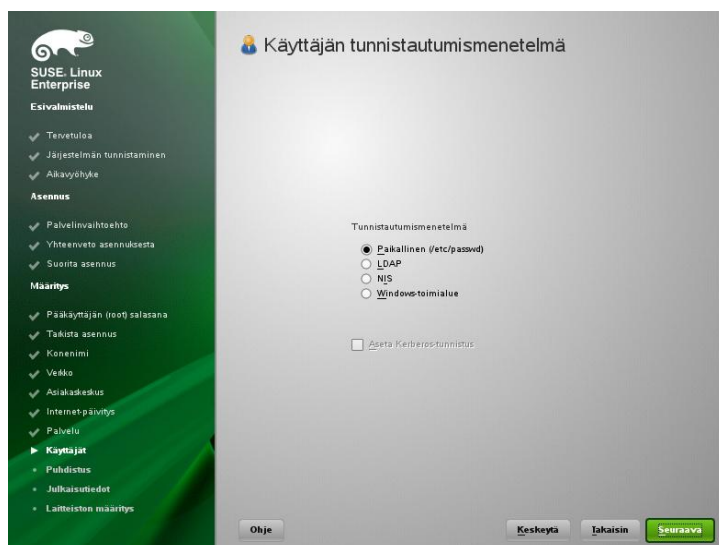 SUSE. Linux
Enterprise
Esivalmistelu
Tervetuloa
Järjestelmän tunnistaminen
Aikavyöhyke
Asennus
Palvelinvaihtoehto
Yhteenveto asennuksesta
Suorita asennus
Määritys
Pääkäyttäjän (root) salasana
Tarkista asennus
Konenimi
Verkko
Asiakaskeskus
Internet-päivitys
Palvelu
Käyttäjät
Puhdistus
Julkaisutiedot
Laitteiston määritys
Käyttäjän tunnistautumismenetelmä
Tunnistautumismenetelmä
Paikallinen (/etc/passwd)
LDAP
NIS
Windows-toimialue
Aseta Kerberos-tunnistus
Ohje
Keskeytä
Takaisin
Seuraava